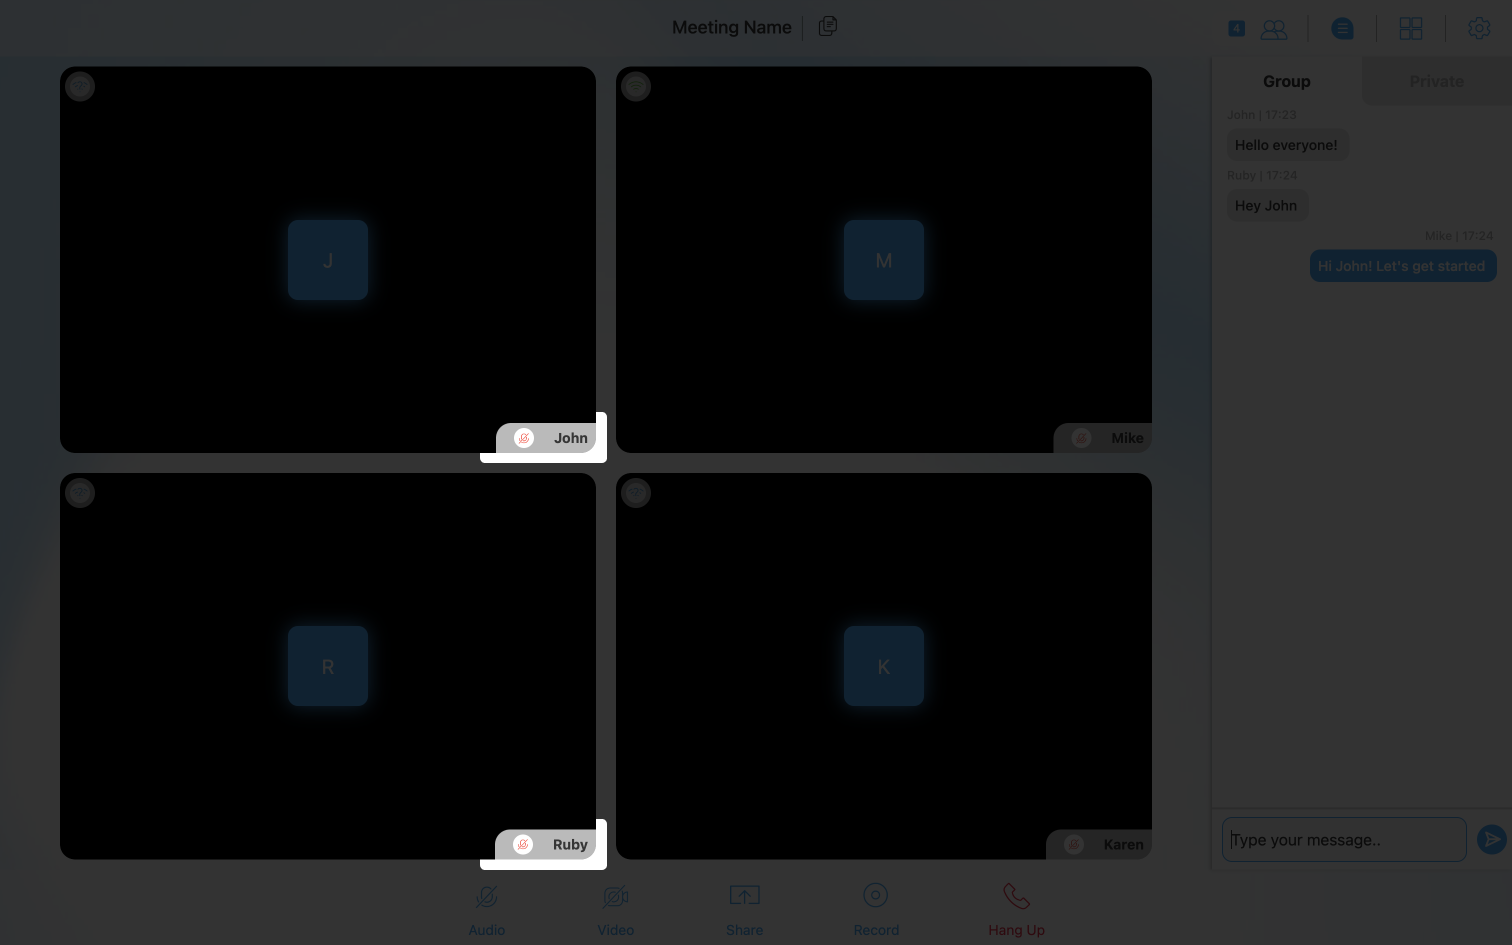 Meeting Name
4
Group
Private
John | 17:23
Hello everyone!
Ruby | 17:24
Hey John
Mike | 17:24
Hi John! Let's get started
J
M
John
Mike
R
K
Ruby
Karen
Type your message..
Audio
Video
Share
Record
Hang Up